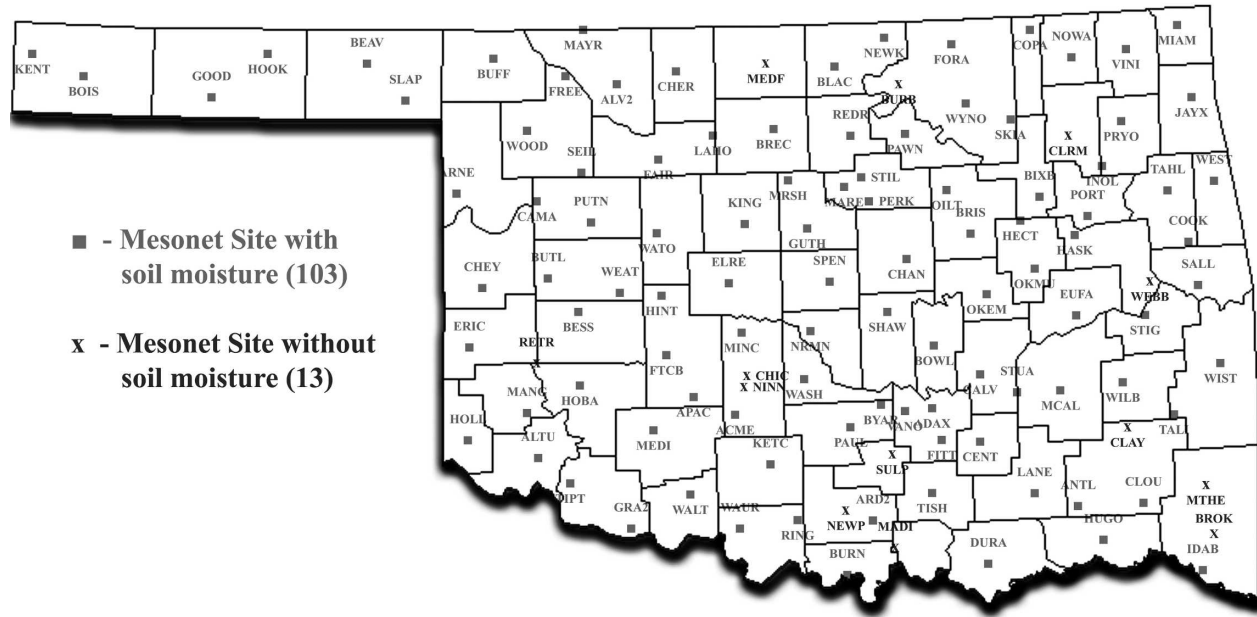 MIAM
BEAV
MAYR
NEWK
COPA
NOWA
KENT
GOOD
HOOK
BUFF
x
FORA
VINI
BOIS
SLAP
FREE
CHER
MEDF
BLAC
ALV2
x
BURB
JAYX
REDR
WYNO
SKIA
x
PRYO
WOOD
LAHO
BREC
PAWN
CLRM
SEIL
FAIR
WEST
TAHL
ARNE
STIL
BIXB
INOL
MRSH
MARE
PERK
OILT
PORT
CAMA
PUTN
KING
BRIS
COOK
GUTH
HECT
■ - Mesonet Site with
soil moisture (103)
WATO
HASK
BUTL
ELRE
SPEN
CHAN
CHEY
WEAT
OKMU
x
SALL
WEBB
EUFA
HINT
OKEM
ERIC
BESS
SHAW
STIG
x - Mesonet Site without
soil moisture (13)
RETR
x
MINC
NRMN
BOWL
STUA
WIST
FTCB
x CHIC
x NINN
WASH
CALV
MANG
HOBA
MCAL
WILB
APAC
HOLL
ACME
BYAR
VANO
ADAX
TALI
x
CLAY
ALTU
MEDI
KETC
PAUL
FITT
CENT
x
SULP
LANE
TIPT
ANTL
CLOU
x
MTHE
GRA2
WALT
WAUR
ARD2
TISH
x
NEWP
MADI
x
RING
HUGO
BROK
x
BURN
DURA
IDAB